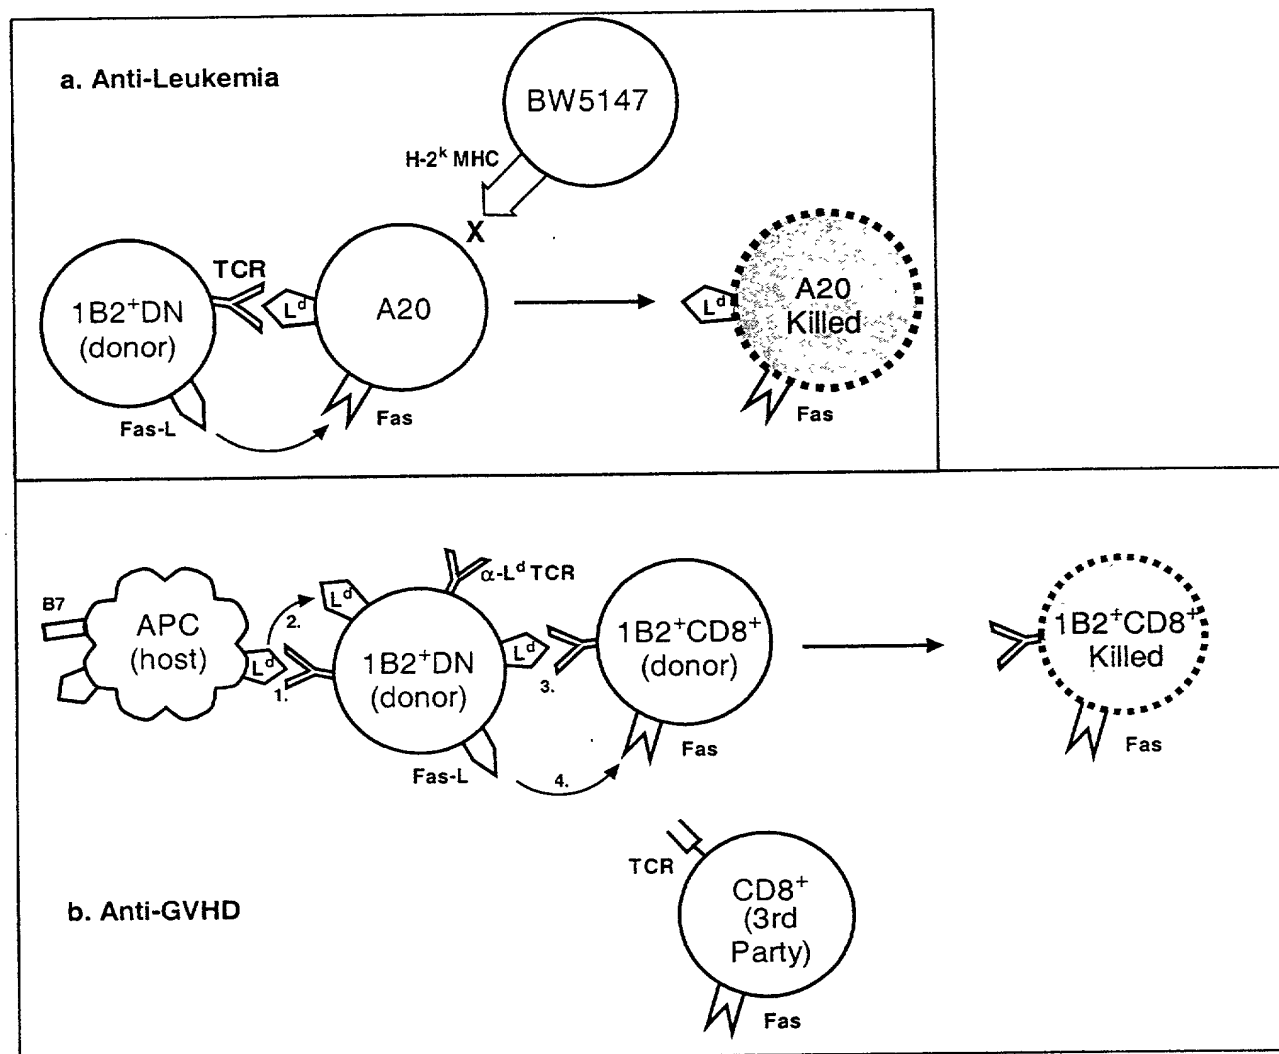 a. Anti-Leukemia
BW5147
H-2ᵏ MHC
X
TCR
1B2⁺DN
(donor)
Lᵈ
A20
Fas-L
Fas
Lᵈ
A20
Killed
Fas
B7
APC
(host)
Lᵈ
1.
2.
Lᵈ
α-Lᵈ TCR
1B2⁺DN
(donor)
Lᵈ
3.
1B2⁺CD8⁺
(donor)
Fas-L
4.
Fas
1B2⁺CD8⁺
Killed
Fas
b. Anti-GVHD
TCR
CD8⁺
(3rd
Party)
Fas